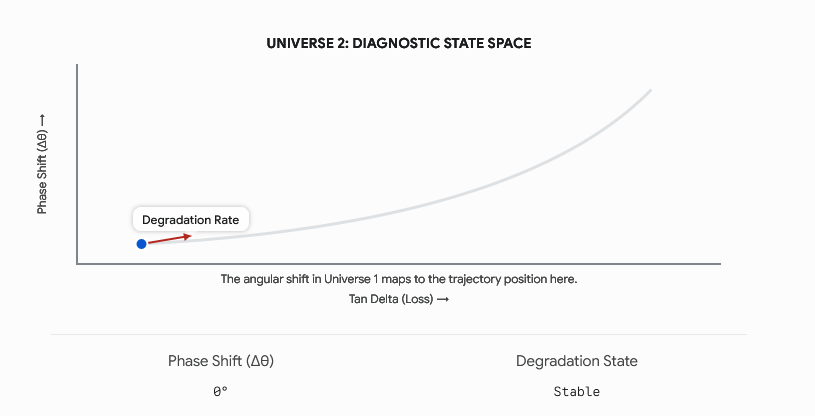 UNIVERSE 2: DIAGNOSTIC STATE SPACE
Phase Shift (Δθ) →
Degradation Rate
The angular shift in Universe 1 maps to the trajectory position here.
Tan Delta (Loss) →
Phase Shift (Δθ)
Degradation State
0°
Stable